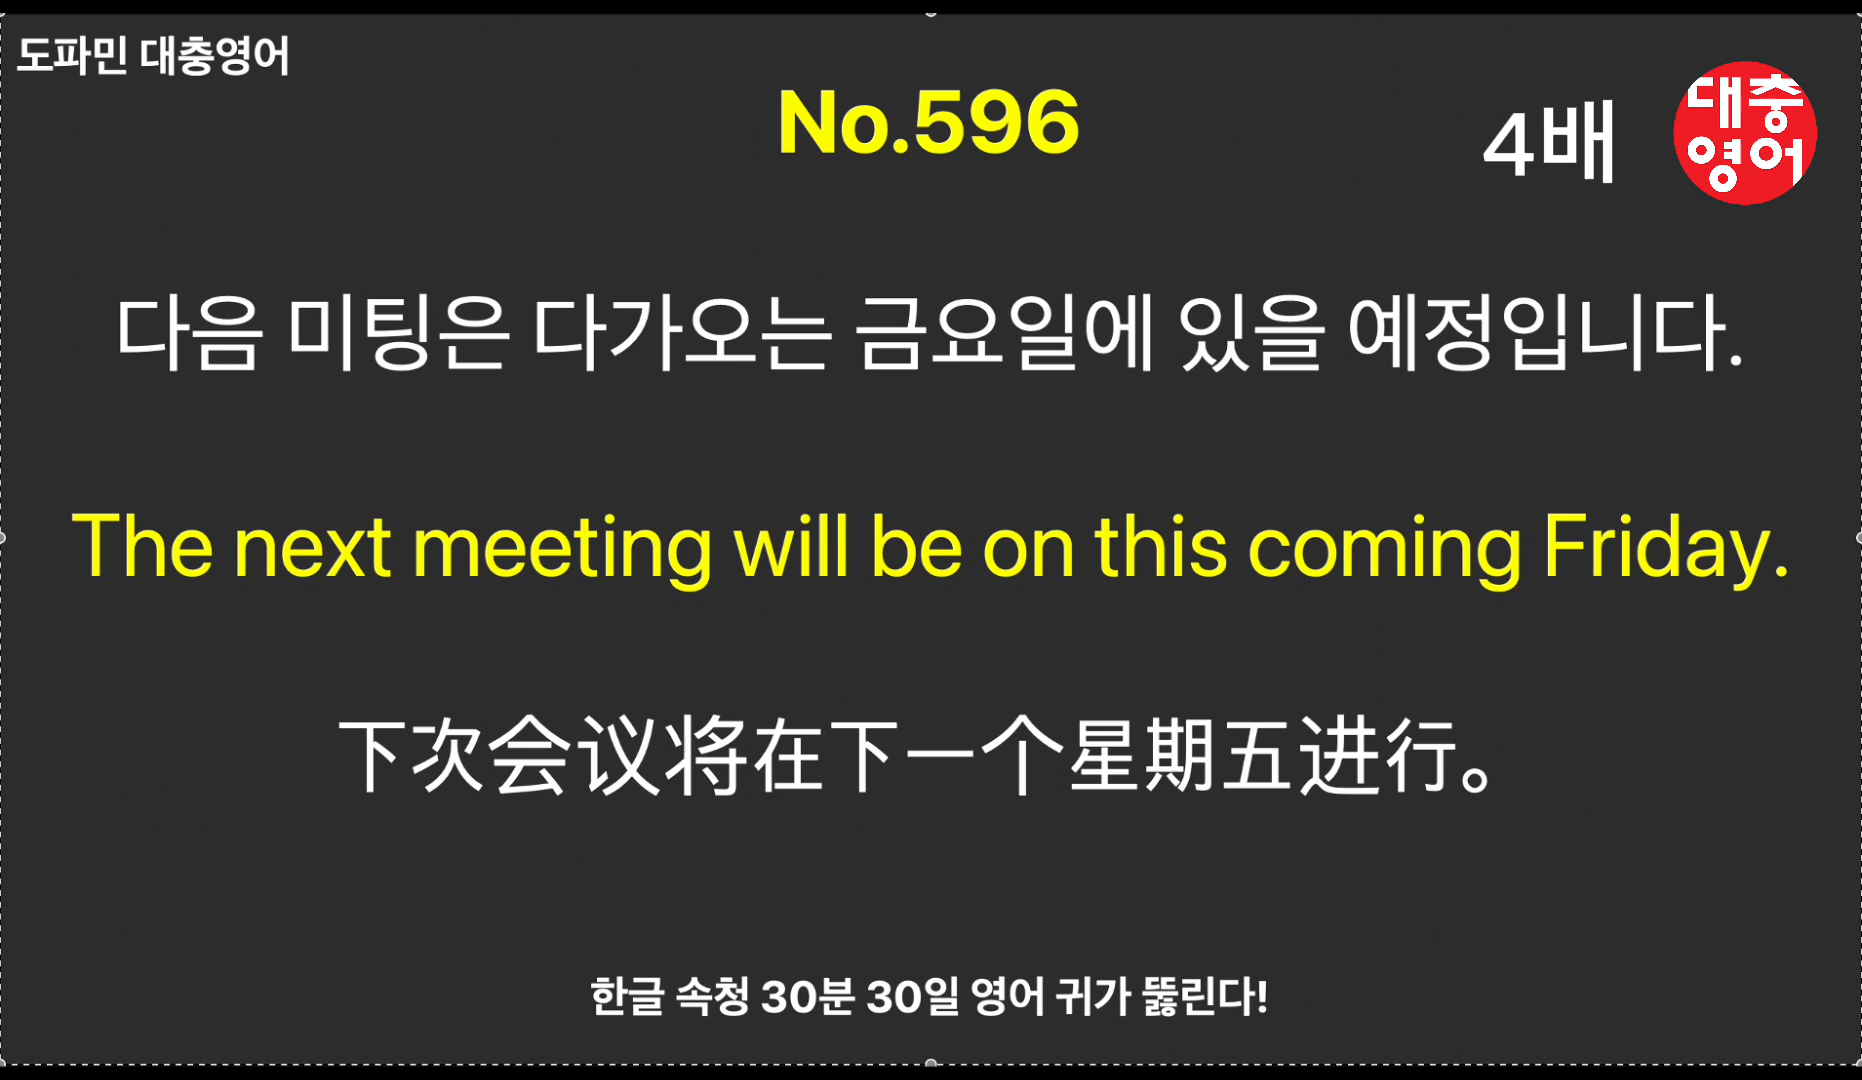 도파민 대충영어
No.596
4배
대충
영어
다음 미팅은 다가오는 금요일에 있을 예정입니다.
The next meeting will be on this coming Friday.
下次会议将在下一个星期五进行。
한글 속청 30분 30일 영어 귀가 뚫린다!